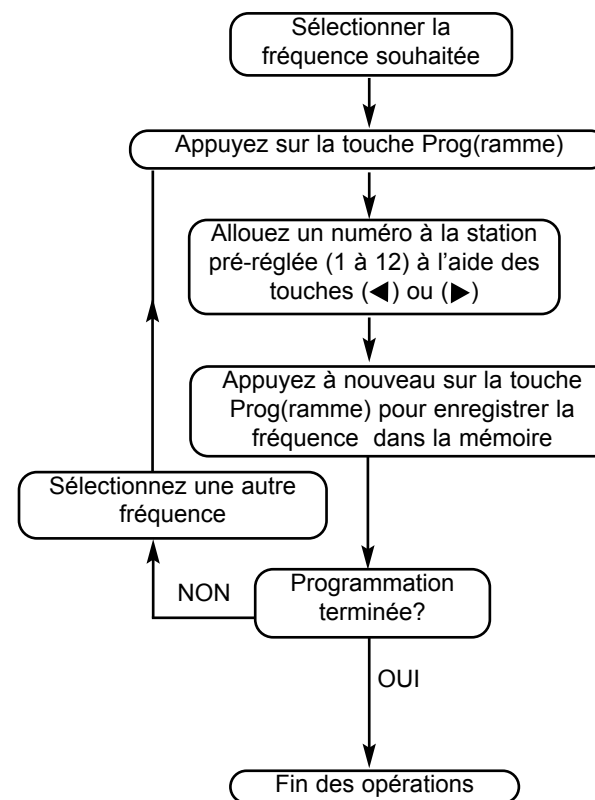 Sélectionner la
fréquence souhaitée
Appuyez sur la touche Prog(ramme)
Allouez un numéro à la station
pré-réglée (1 à 12) à l’aide des
touches (◀) ou (▶)
Appuyez à nouveau sur la touche
Prog(ramme) pour enregistrer la
fréquence dans la mémoire
Sélectionnez une autre
fréquence
NON
Programmation
terminée?
OUI
Fin des opérations